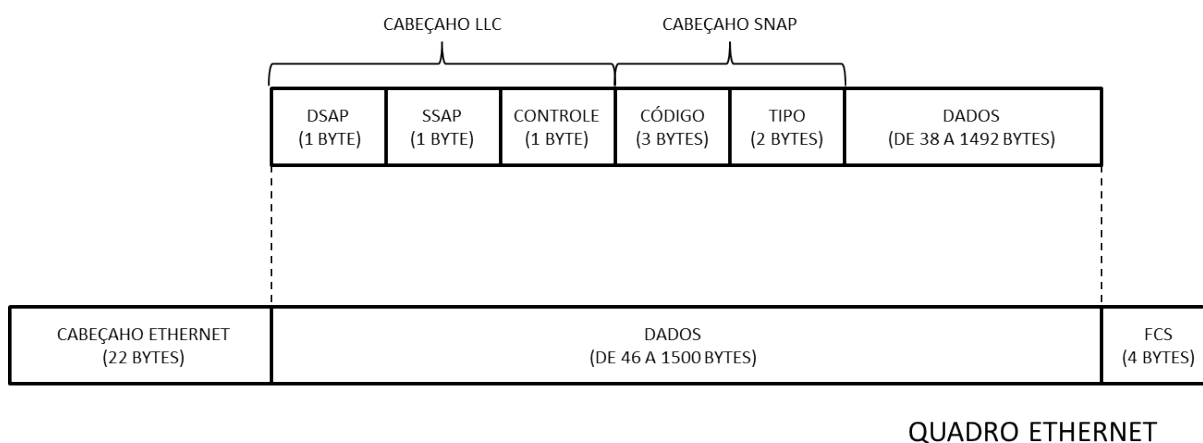 CABEÇAHO LLC
CABEÇAHO SNAP
DSAP
(1 BYTE)
SSAP
(1 BYTE)
CONTROLE
(1 BYTE)
CÓDIGO
(3 BYTES)
TIPO
(2 BYTES)
DADOS
(DE 38 A 1492 BYTES)
CABEÇAHO ETHERNET
(22 BYTES)
DADOS
(DE 46 A 1500 BYTES)
FCS
(4 BYTES)
QUADRO ETHERNET